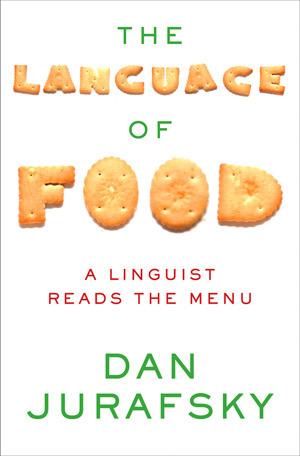 THE
LANGUAGE
OF
FOOD
A LINGUIST
READS THE MENU
DAN
JURAFSKY